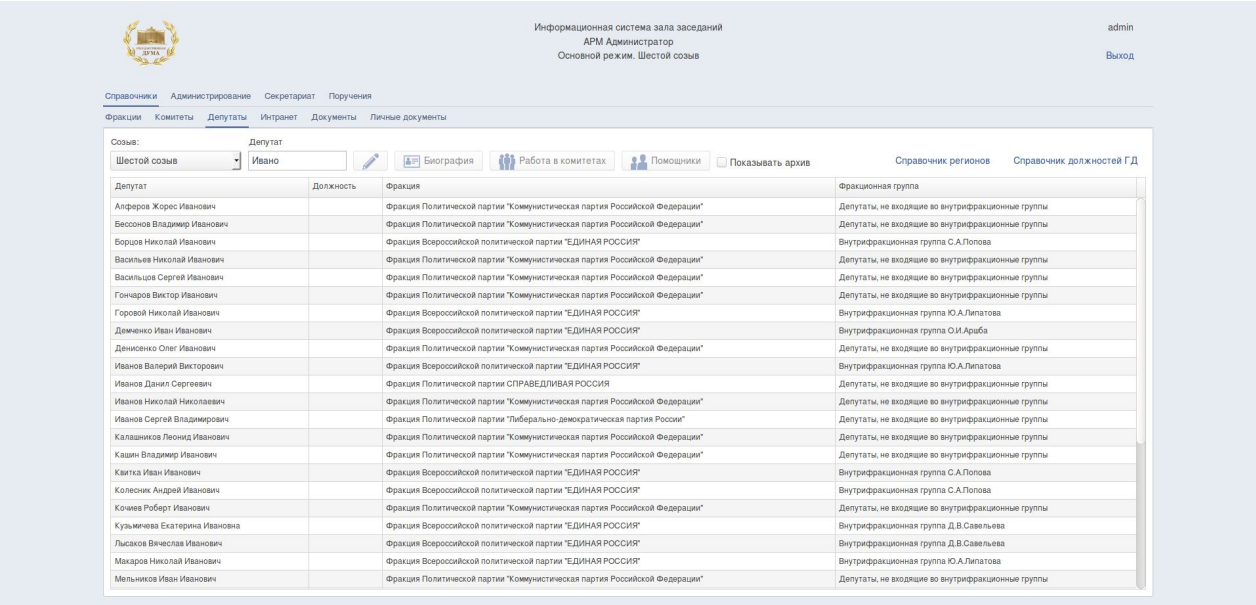 Информационная система зала заседаний
АРМ Администратор
Основной режим. Шестой созыв
admin
Выход
ГОСУДАРСТВЕННАЯ
ДУМА
Справочники Администрирование Секретариат Поручения
Фракции Комитеты Депутаты Интранет Документы Личные документы
Созыв: Депутат
Шестой созыв Ивано Биография Работа в комитетах Помощники Показывать архив Справочник регионов Справочник должностей ГД
Депутат Должность Фракция Фракционная группа
Алферов Жорес Иванович Фракция Политической партии "Коммунистическая партия Российской Федерации" Депутаты, не входящие во внутрифракционные группы
Бессонов Владимир Иванович Фракция Политической партии "Коммунистическая партия Российской Федерации" Депутаты, не входящие во внутрифракционные группы
Борцов Николай Иванович Фракция Всероссийской политической партии "ЕДИНАЯ РОССИЯ" Внутрифракционная группа С.А.Попова
Васильев Николай Иванович Фракция Политической партии "Коммунистическая партия Российской Федерации" Депутаты, не входящие во внутрифракционные группы
Васильцов Сергей Иванович Фракция Политической партии "Коммунистическая партия Российской Федерации" Депутаты, не входящие во внутрифракционные группы
Гончаров Виктор Иванович Фракция Политической партии "Коммунистическая партия Российской Федерации" Депутаты, не входящие во внутрифракционные группы
Горовой Николай Иванович Фракция Всероссийской политической партии "ЕДИНАЯ РОССИЯ" Внутрифракционная группа Ю.А.Липатова
Демченко Иван Иванович Фракция Всероссийской политической партии "ЕДИНАЯ РОССИЯ" Внутрифракционная группа О.И.Аршба
Денисенко Олег Иванович Фракция Политической партии "Коммунистическая партия Российской Федерации" Депутаты, не входящие во внутрифракционные группы
Иванов Валерий Викторович Фракция Всероссийской политической партии "ЕДИНАЯ РОССИЯ" Внутрифракционная группа Ю.А.Липатова
Иванов Данил Сергеевич Фракция Политической партии СПРАВЕДЛИВАЯ РОССИЯ Депутаты, не входящие во внутрифракционные группы
Иванов Николай Николаевич Фракция Политической партии "Коммунистическая партия Российской Федерации" Депутаты, не входящие во внутрифракционные группы
Иванов Сергей Владимирович Фракция Политической партии "Либерально-демократическая партия России" Депутаты, не входящие во внутрифракционные группы
Калашников Леонид Иванович Фракция Политической партии "Коммунистическая партия Российской Федерации" Депутаты, не входящие во внутрифракционные группы
Кашин Владимир Иванович Фракция Политической партии "Коммунистическая партия Российской Федерации" Депутаты, не входящие во внутрифракционные группы
Квитка Иван Иванович Фракция Всероссийской политической партии "ЕДИНАЯ РОССИЯ" Внутрифракционная группа С.А.Попова
Колесник Андрей Иванович Фракция Всероссийской политической партии "ЕДИНАЯ РОССИЯ" Внутрифракционная группа С.А.Попова
Кочиев Роберт Иванович Фракция Политической партии "Коммунистическая партия Российской Федерации" Депутаты, не входящие во внутрифракционные группы
Кузьмичева Екатерина Ивановна Фракция Всероссийской политической партии "ЕДИНАЯ РОССИЯ" Внутрифракционная группа Д.В.Савельева
Лысаков Вячеслав Иванович Фракция Всероссийской политической партии "ЕДИНАЯ РОССИЯ" Внутрифракционная группа Д.В.Савельева
Макаров Николай Иванович Фракция Всероссийской политической партии "ЕДИНАЯ РОССИЯ" Внутрифракционная группа Ю.А.Липатова
Мельников Иван Иванович Фракция Политической партии "Коммунистическая партия Российской Федерации" Депутаты, не входящие во внутрифракционные группы